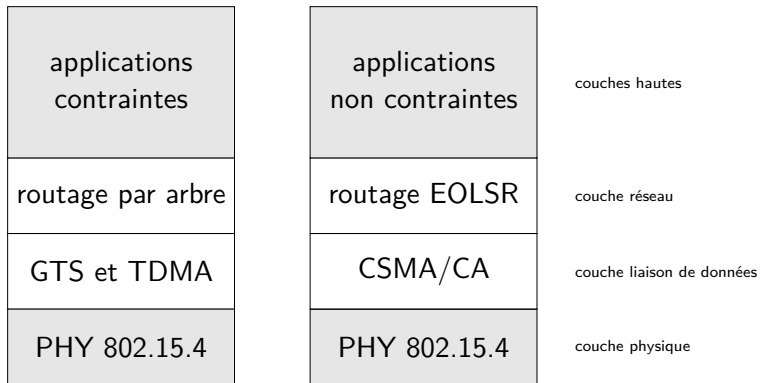 applications
contraintes
applications
non contraintes
couches hautes
routage par arbre
routage EOLSR
couche réseau
GTS et TDMA
CSMA/CA
couche liaison de données
PHY 802.15.4
PHY 802.15.4
couche physique